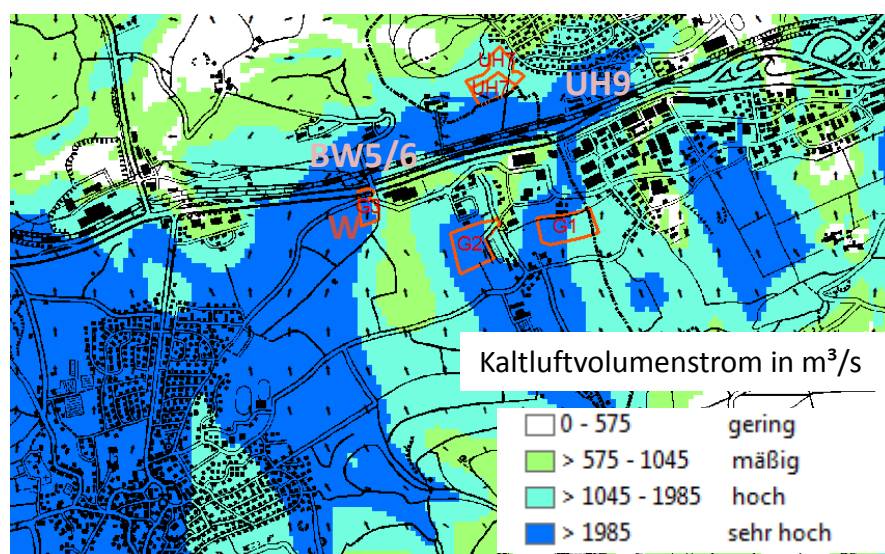 UH7
UH7
UH9
BW5/6
G3
W
G2
G1
Kaltluftvolumenstrom in m³/s
0 - 575 gering
> 575 - 1045 mäßig
> 1045 - 1985 hoch
> 1985 sehr hoch